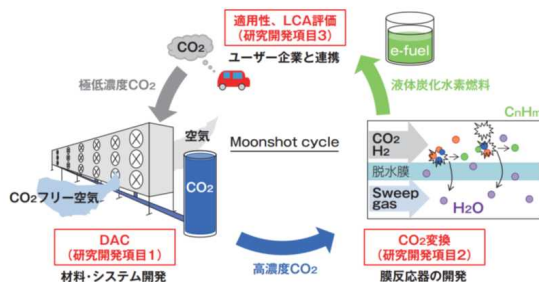 適用性、LCA評価
(研究開発項目3)
ユーザー企業と連携
CO2
極低濃度CO2
e-fuel
液体炭化水素燃料
CnHm
空気
Moonshot cycle
CO2
H2
脱水膜
Sweep
gas
H2O
CO2
CO2フリー空気
DAC
(研究開発項目1)
材料・システム開発
高濃度CO2
CO2変換
(研究開発項目2)
膜反応器の開発